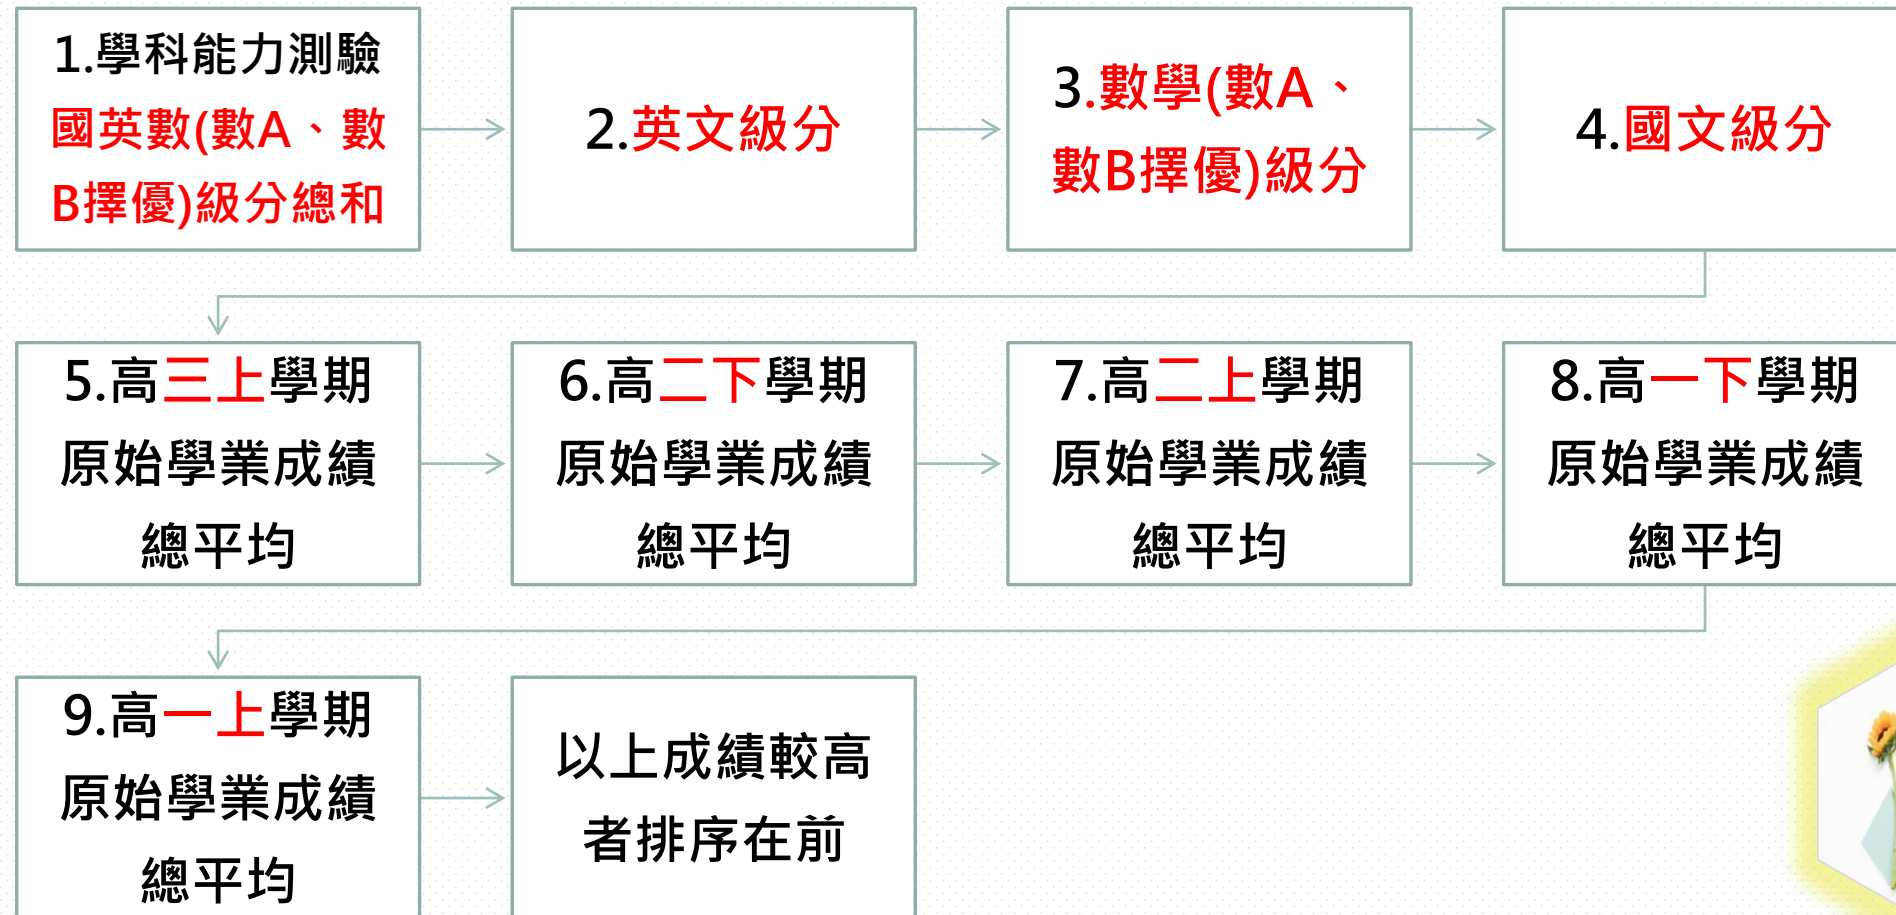 1.學科能力測驗
國英數(數A、數
B擇優)級分總和
2.英文級分
3.數學(數A、
數B擇優)級分
4.國文級分
5.高三上學期
原始學業成績
總平均
6.高二下學期
原始學業成績
總平均
7.高二上學期
原始學業成績
總平均
8.高一下學期
原始學業成績
總平均
9.高一上學期
原始學業成績
總平均
以上成績較高
者排序在前